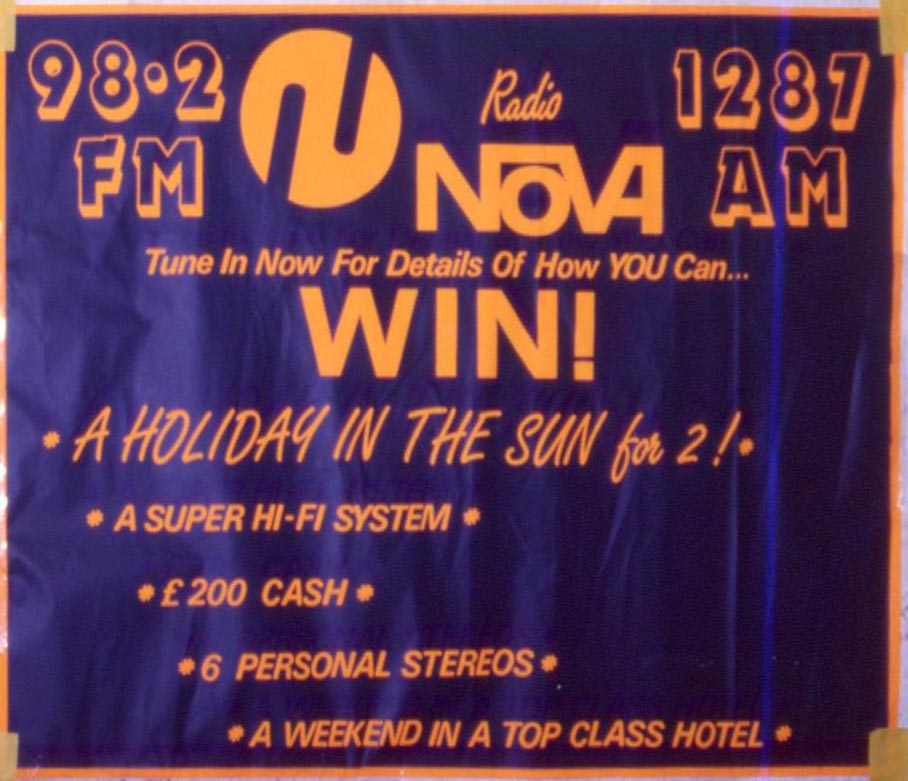 98·2 FM
Radio NOVA
1287 AM
Tune In Now For Details Of How YOU Can...
WIN!
* A HOLIDAY IN THE SUN for 2! *
* A SUPER HI-FI SYSTEM *
* £200 CASH *
* 6 PERSONAL STEREOS *
* A WEEKEND IN A TOP CLASS HOTEL *